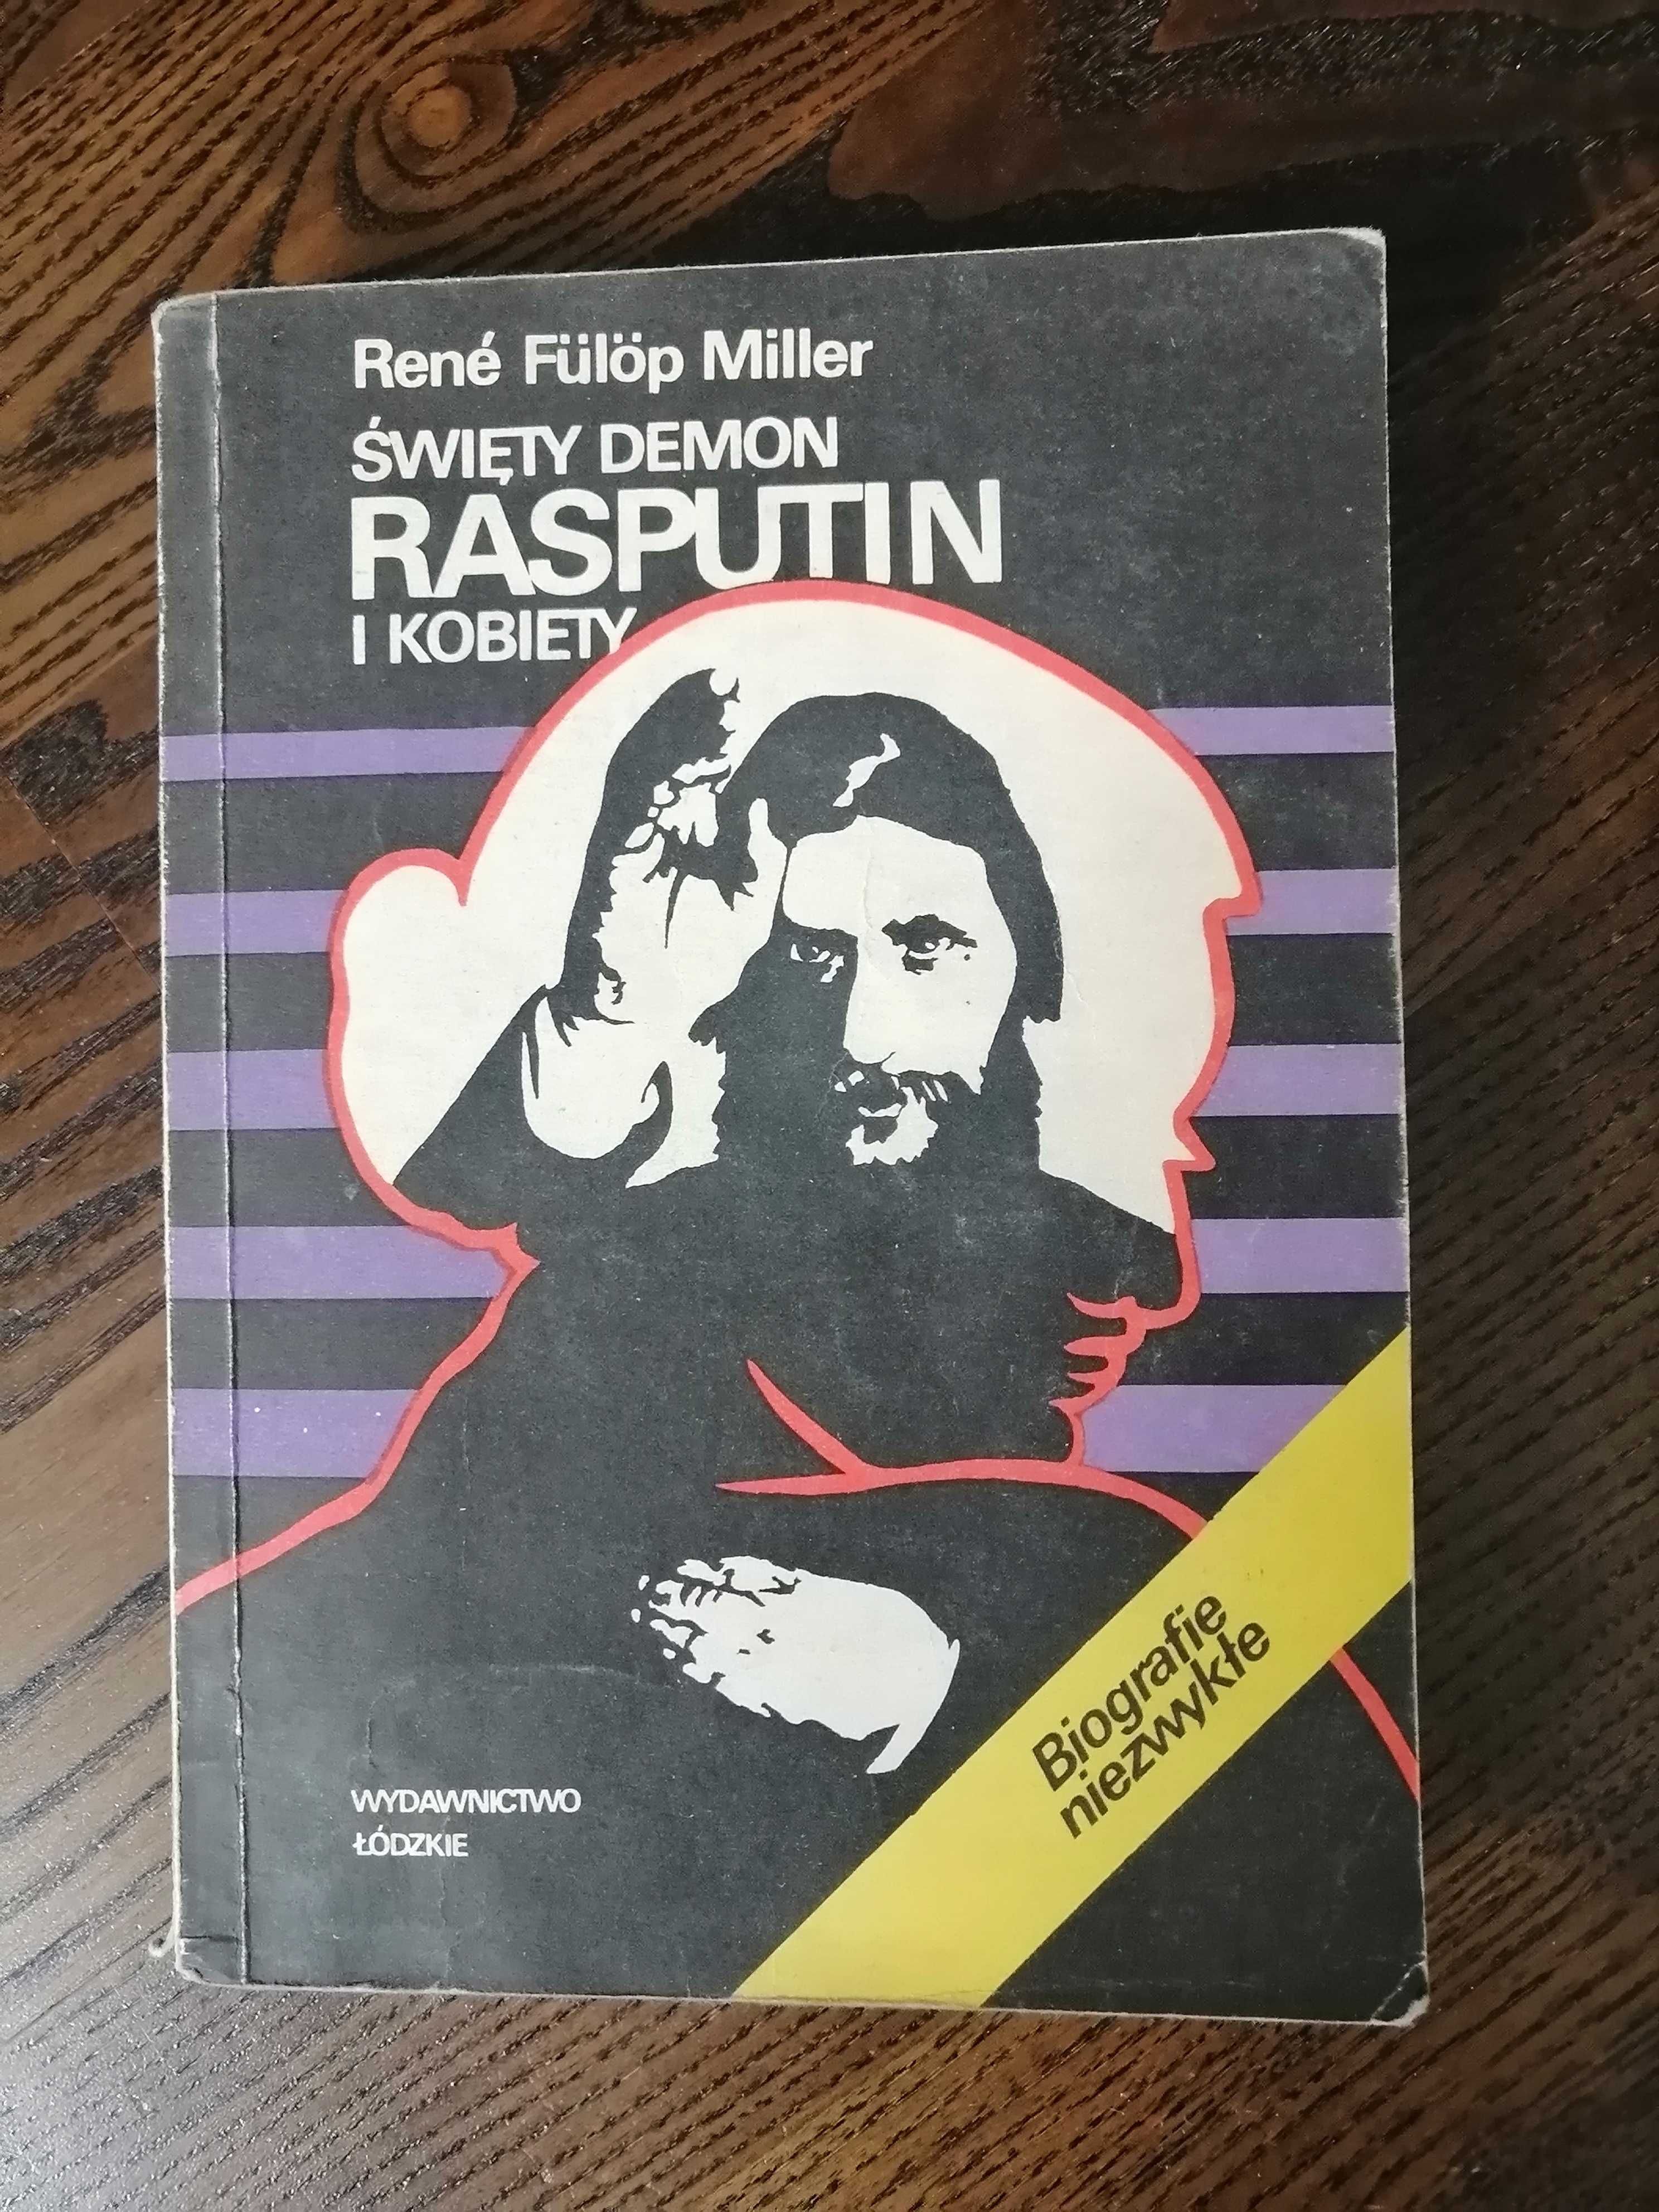 René Fülöp Miller
ŚWIĘTY DEMON
RASPUTIN
I KOBIETY
Biografie
niezwykłe
WYDAWNICTWO
ŁÓDZKIE